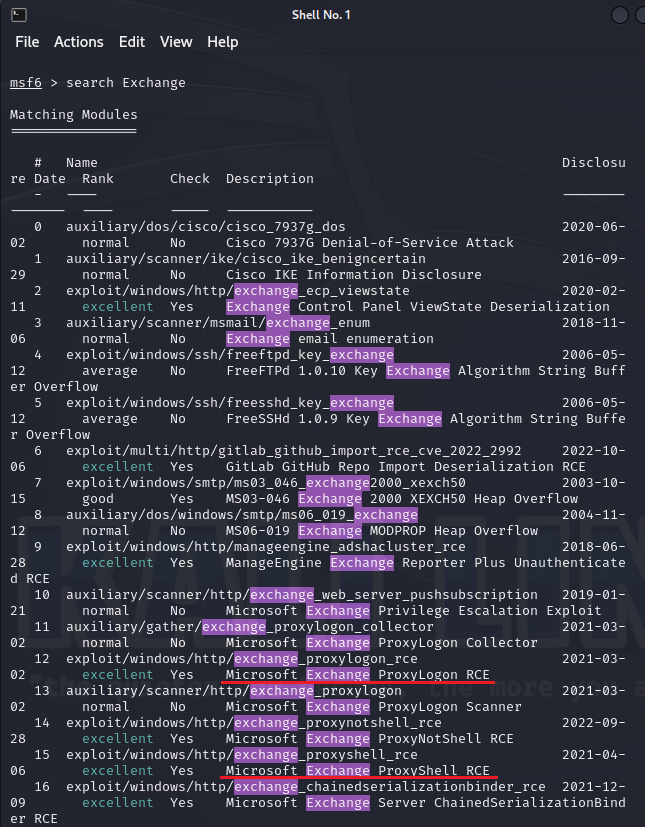 Shell No. 1
File Actions Edit View Help
msf6 > search Exchange
Matching Modules
================
# Name Disclosu
re Date Rank Check Description
- ---- --------
------- ---- ----- -----------
0 auxiliary/dos/cisco/cisco_7937g_dos 2020-06-
02 normal No Cisco 7937G Denial-of-Service Attack
1 auxiliary/scanner/ike/cisco_ike_benigncertain 2016-09-
29 normal No Cisco IKE Information Disclosure
2 exploit/windows/http/exchange_ecp_viewstate 2020-02-
11 excellent Yes Exchange Control Panel ViewState Deserialization
3 auxiliary/scanner/msmail/exchange_enum 2018-11-
06 normal No Exchange email enumeration
4 exploit/windows/ssh/freeftpd_key_exchange 2006-05-
12 average No FreeFTPd 1.0.10 Key Exchange Algorithm String Buff
er Overflow
5 exploit/windows/ssh/freesshd_key_exchange 2006-05-
12 average No FreeSSHd 1.0.9 Key Exchange Algorithm String Buffe
r Overflow
6 exploit/multi/http/gitlab_github_import_rce_cve_2022_2992 2022-10-
06 excellent Yes GitLab GitHub Repo Import Deserialization RCE
7 exploit/windows/smtp/ms03_046_exchange2000_xexch50 2003-10-
15 good Yes MS03-046 Exchange 2000 XEXCH50 Heap Overflow
8 auxiliary/dos/windows/smtp/ms06_019_exchange 2004-11-
12 normal No MS06-019 Exchange MODPROP Heap Overflow
9 exploit/windows/http/manageengine_adshacluster_rce 2018-06-
28 excellent Yes ManageEngine Exchange Reporter Plus Unauthenticate
d RCE
10 auxiliary/scanner/http/exchange_web_server_pushsubscription 2019-01-
21 normal No Microsoft Exchange Privilege Escalation Exploit
11 auxiliary/gather/exchange_proxylogon_collector 2021-03-
02 normal No Microsoft Exchange ProxyLogon Collector
12 exploit/windows/http/exchange_proxylogon_rce 2021-03-
02 excellent Yes Microsoft Exchange ProxyLogon RCE
13 auxiliary/scanner/http/exchange_proxylogon 2021-03-
02 normal No Microsoft Exchange ProxyLogon Scanner
14 exploit/windows/http/exchange_proxynotshell_rce 2022-09-
28 excellent Yes Microsoft Exchange ProxyNotShell RCE
15 exploit/windows/http/exchange_proxyshell_rce 2021-04-
06 excellent Yes Microsoft Exchange ProxyShell RCE
16 exploit/windows/http/exchange_chainedserializationbinder_rce 2021-12-
09 excellent Yes Microsoft Exchange Server ChainedSerializationBind
er RCE